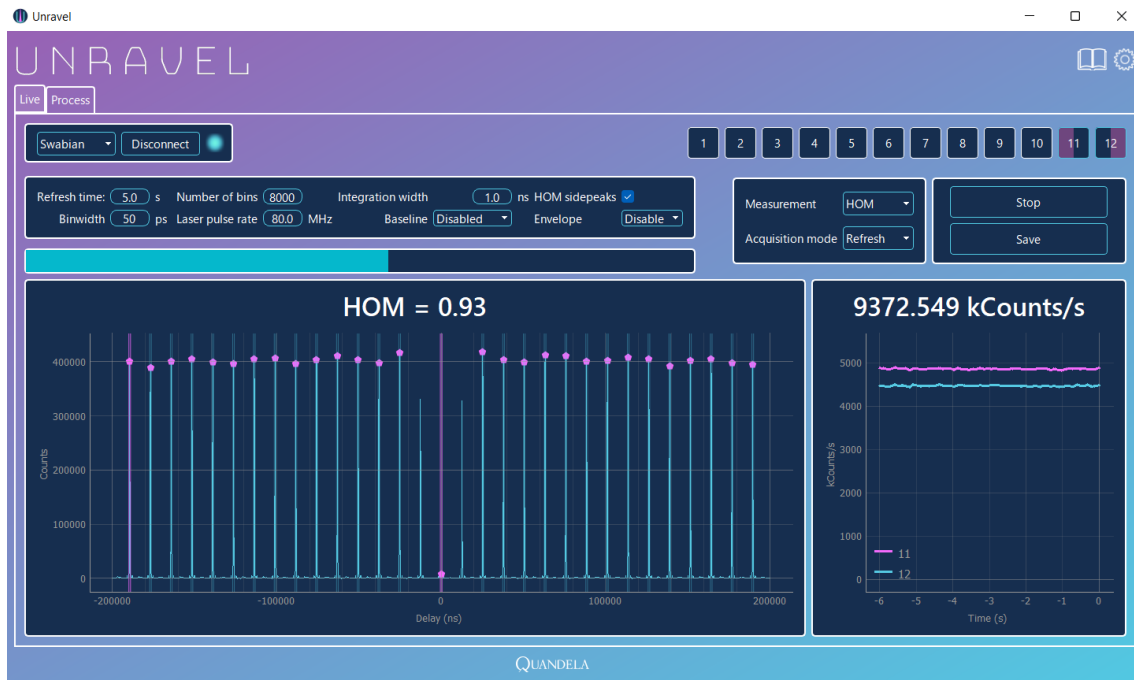 Unravel
UNRAVEL
Live Process
Swabian Disconnect 1 2 3 4 5 6 7 8 9 10 11 12
Refresh time: 5.0 s Number of bins 8000 Integration width 1.0 ns HOM sidepeaks
Binwidth 50 ps Laser pulse rate 80.0 MHz Baseline Disabled Envelope Disable
Measurement HOM Stop
Acquisition mode Refresh Save
HOM = 0.93
400000
300000
200000
100000
0
Counts
-200000 -100000 0 100000 200000
Delay (ns)
9372.549 kCounts/s
5000
4000
3000
2000
1000
0
kCounts/s
11
12
-6 -5 -4 -3 -2 -1 0
Time (s)
QUANDELA